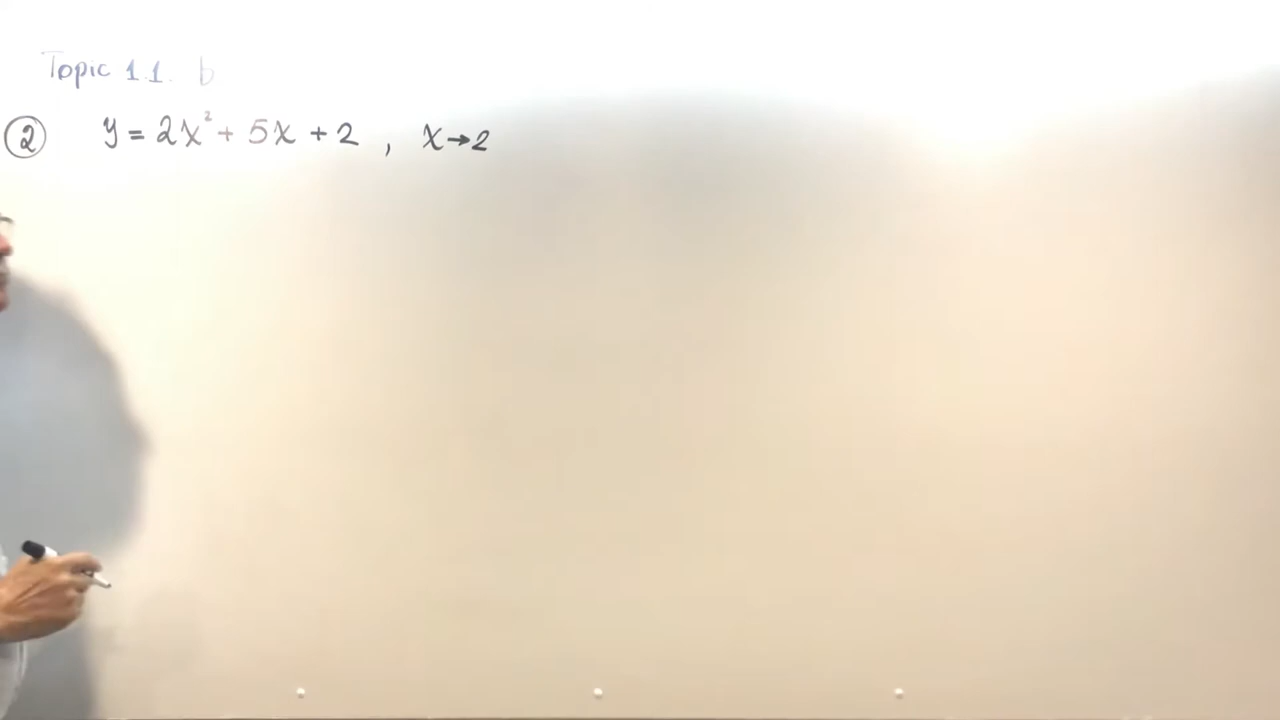 Topic 1.1. b
② y = 2x² + 5x + 2 , x→2